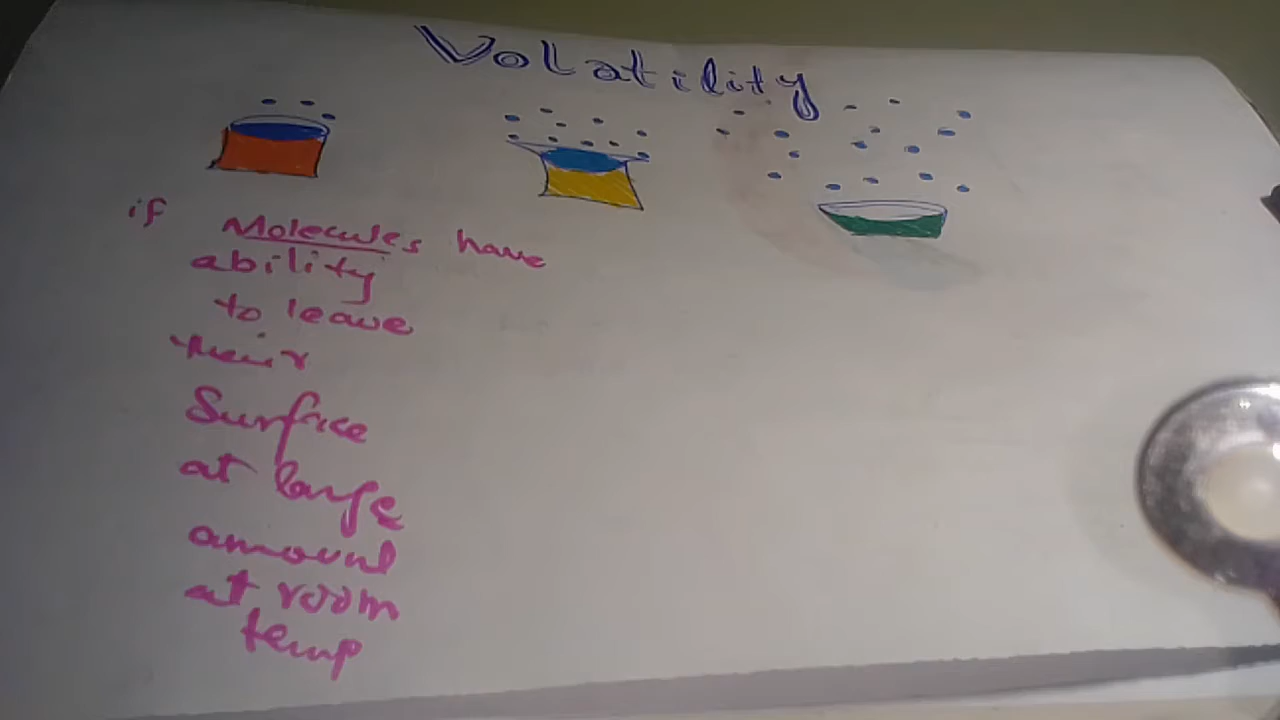 Volatility
if Molecules have
ability
to leave
their
Surface
at large
amount
at room
temp